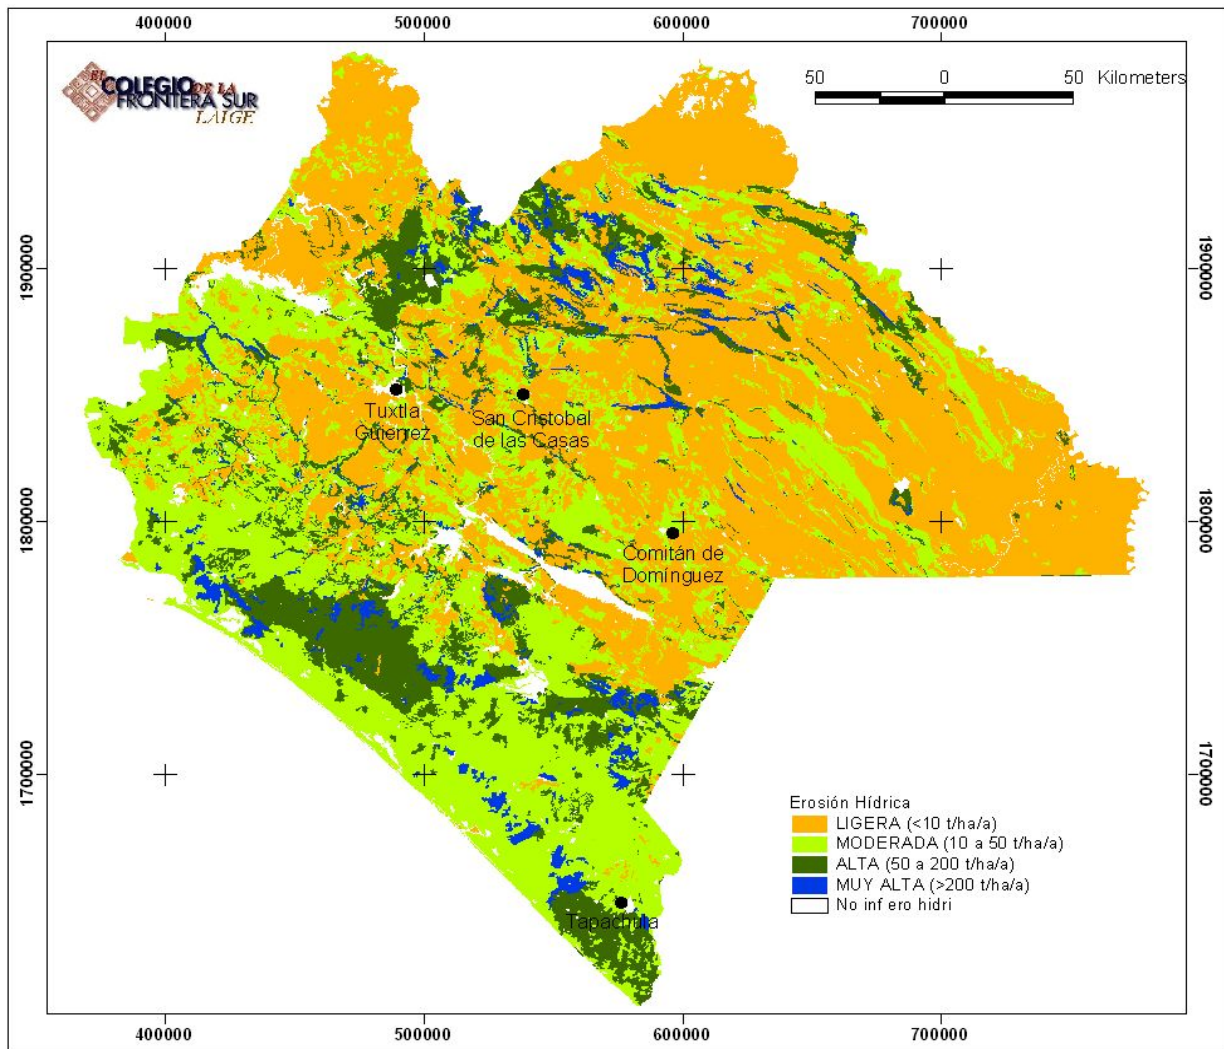 400000 500000 600000 700000
EL
COLEGIO DE LA
FRONTERA SUR
LAIGE
50 0 50 Kilometers
1900000 1900000
Tuxtla
Gutierrez
San Cristobal
de las Casas
1800000 1800000
Comitán de
Domínguez
1700000 1700000
Erosión Hídrica
LIGERA (<10 t/ha/a)
MODERADA (10 a 50 t/ha/a)
ALTA (50 a 200 t/ha/a)
MUY ALTA (>200 t/ha/a)
No inf ero hidri
Tapachula
400000 500000 600000 700000